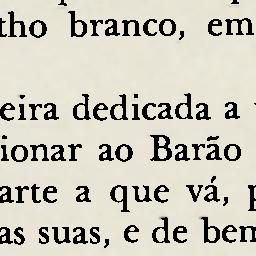 tho branco, em
eira dedicada a
ionar ao Barão
arte a que vá,
as suas, e de bem